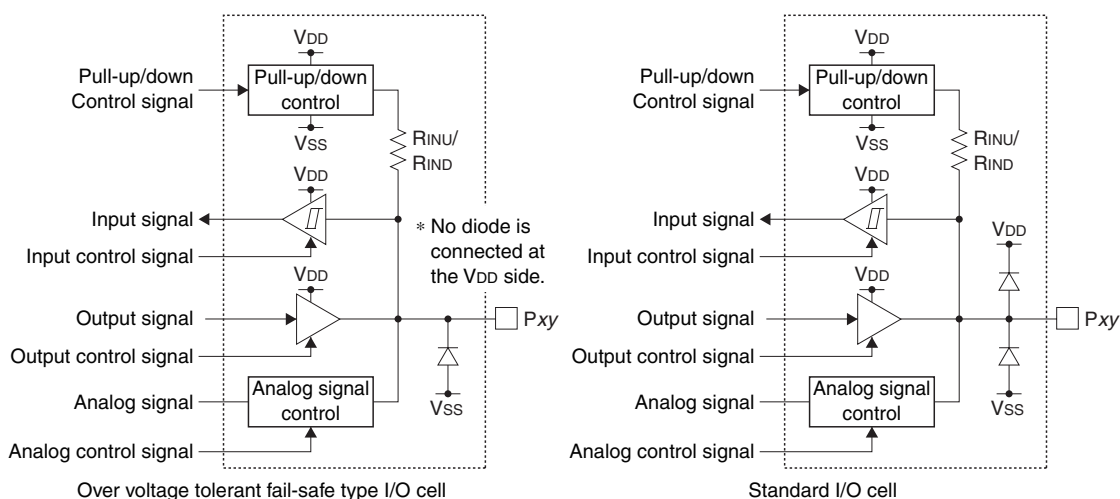 VDD
Pull-up/down
Control signal
Pull-up/down
control
VSS
RINU/
RIND
VDD
Input signal
Input control signal
* No diode is
connected at
the VDD side.
VDD
Output signal
Pxy
Output control signal
Analog signal
Analog signal
control
VSS
Analog control signal
Over voltage tolerant fail-safe type I/O cell
VDD
Pull-up/down
Control signal
Pull-up/down
control
VSS
RINU/
RIND
VDD
Input signal
Input control signal
VDD
VDD
Output signal
Pxy
Output control signal
Analog signal
Analog signal
control
VSS
Analog control signal
Standard I/O cell